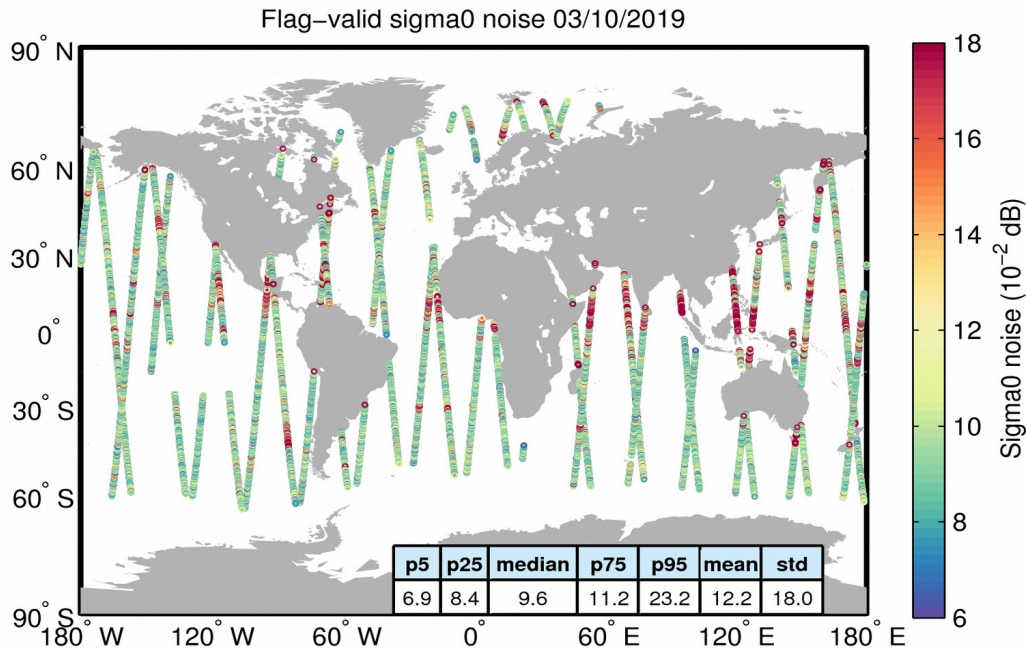 Flag−valid sigma0 noise 03/10/2019
90° N
60° N
30° N
0°
30° S
60° S
90° S
180° W
120° W
60° W
0°
60° E
120° E
180° E
p5 p25 median p75 p95 mean std
6.9 8.4 9.6 11.2 23.2 12.2 18.0
18
16
14
12
10
8
6
Sigma0 noise (10⁻² dB)